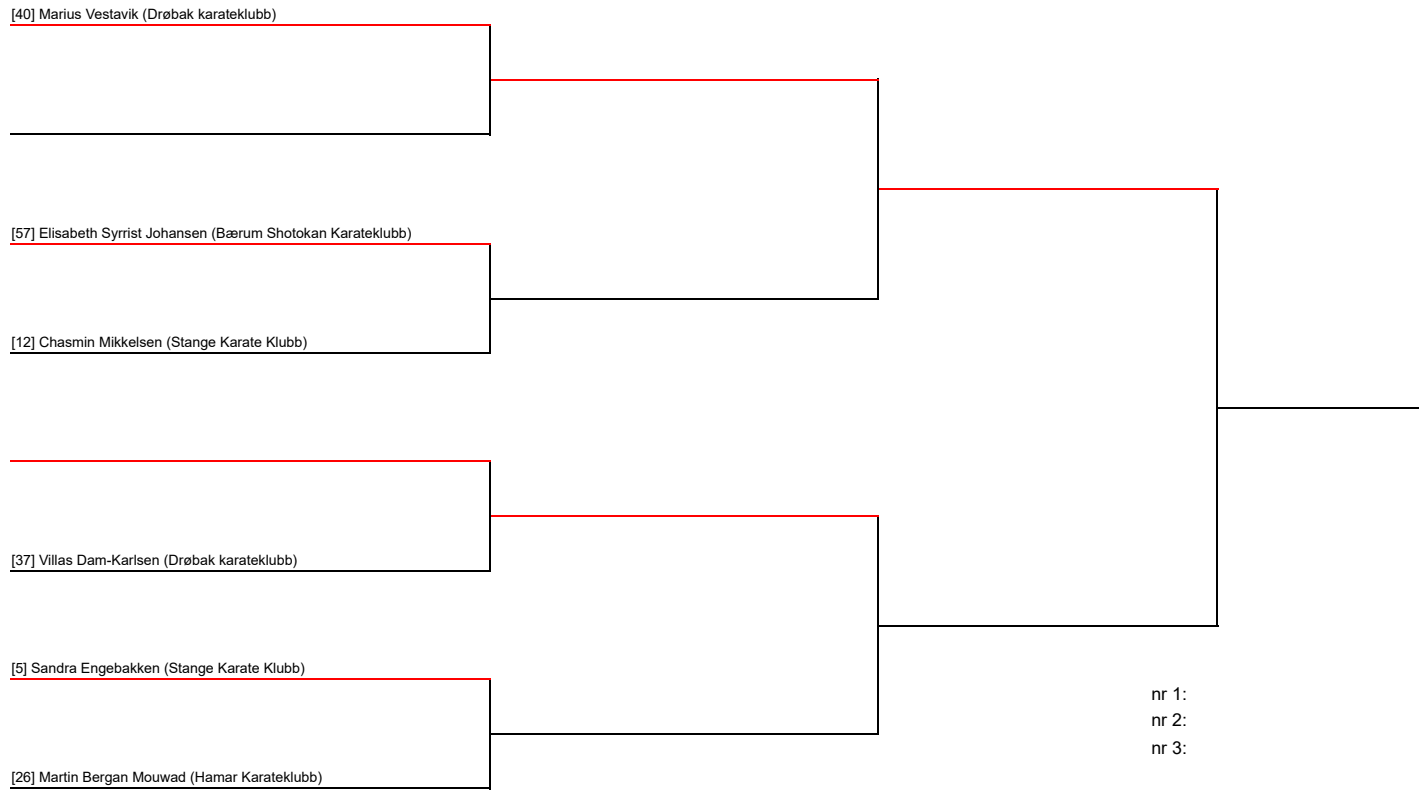 [40] Marius Vestavik (Drøbak karateklubb)
[57] Elisabeth Syrrist Johansen (Bærum Shotokan Karateklubb)
[12] Chasmin Mikkelsen (Stange Karate Klubb)
[37] Villas Dam-Karlsen (Drøbak karateklubb)
[5] Sandra Engebakken (Stange Karate Klubb)
[26] Martin Bergan Mouwad (Hamar Karateklubb)
nr 1:
nr 2:
nr 3: